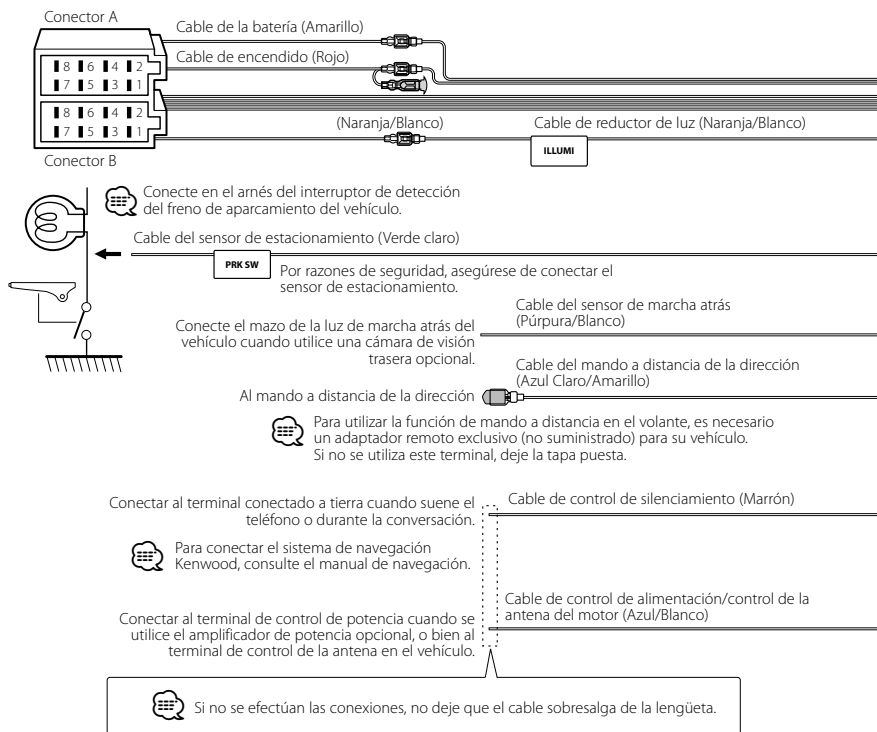 Conector A
Cable de la batería (Amarillo)
Cable de encendido (Rojo)
8 6 4 2
7 5 3 1
8 6 4 2
7 5 3 1
(Naranja/Blanco)
Cable de reductor de luz (Naranja/Blanco)
ILLUMI
Conector B
Conecte en el arnés del interruptor de detección
del freno de aparcamiento del vehículo.
Cable del sensor de estacionamiento (Verde claro)
PRK SW
Por razones de seguridad, asegúrese de conectar el
sensor de estacionamiento.
Cable del sensor de marcha atrás
(Púrpura/Blanco)
Conecte el mazo de la luz de marcha atrás del
vehículo cuando utilice una cámara de visión
trasera opcional.
Cable del mando a distancia de la dirección
(Azul Claro/Amarillo)
Al mando a distancia de la dirección
Para utilizar la función de mando a distancia en el volante, es necesario
un adaptador remoto exclusivo (no suministrado) para su vehículo.
Si no se utiliza este terminal, deje la tapa puesta.
Conectar al terminal conectado a tierra cuando suene el
teléfono o durante la conversación.
Cable de control de silenciamiento (Marrón)
Para conectar el sistema de navegación
Kenwood, consulte el manual de navegación.
Cable de control de alimentación/control de la
antena del motor (Azul/Blanco)
Conectar al terminal de control de potencia cuando se
utilice el amplificador de potencia opcional, o bien al
terminal de control de la antena en el vehículo.
Si no se efectúan las conexiones, no deje que el cable sobresalga de la lengüeta.